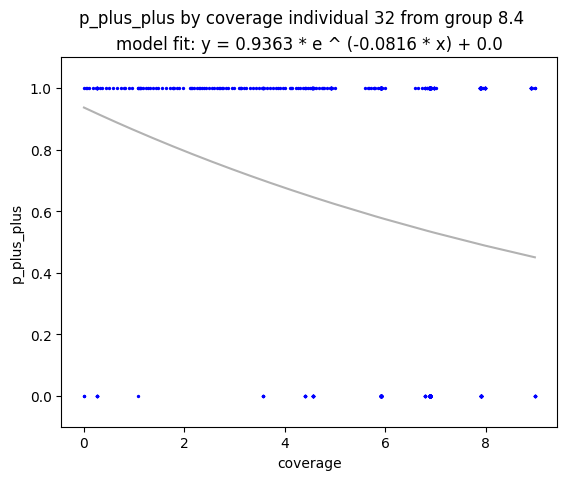 p_plus_plus by coverage individual 32 from group 8.4
model fit: y = 0.9363 * e ^ (-0.0816 * x) + 0.0
1.0
0.8
0.6
0.4
0.2
0.0
p_plus_plus
0 2 4 6 8
coverage